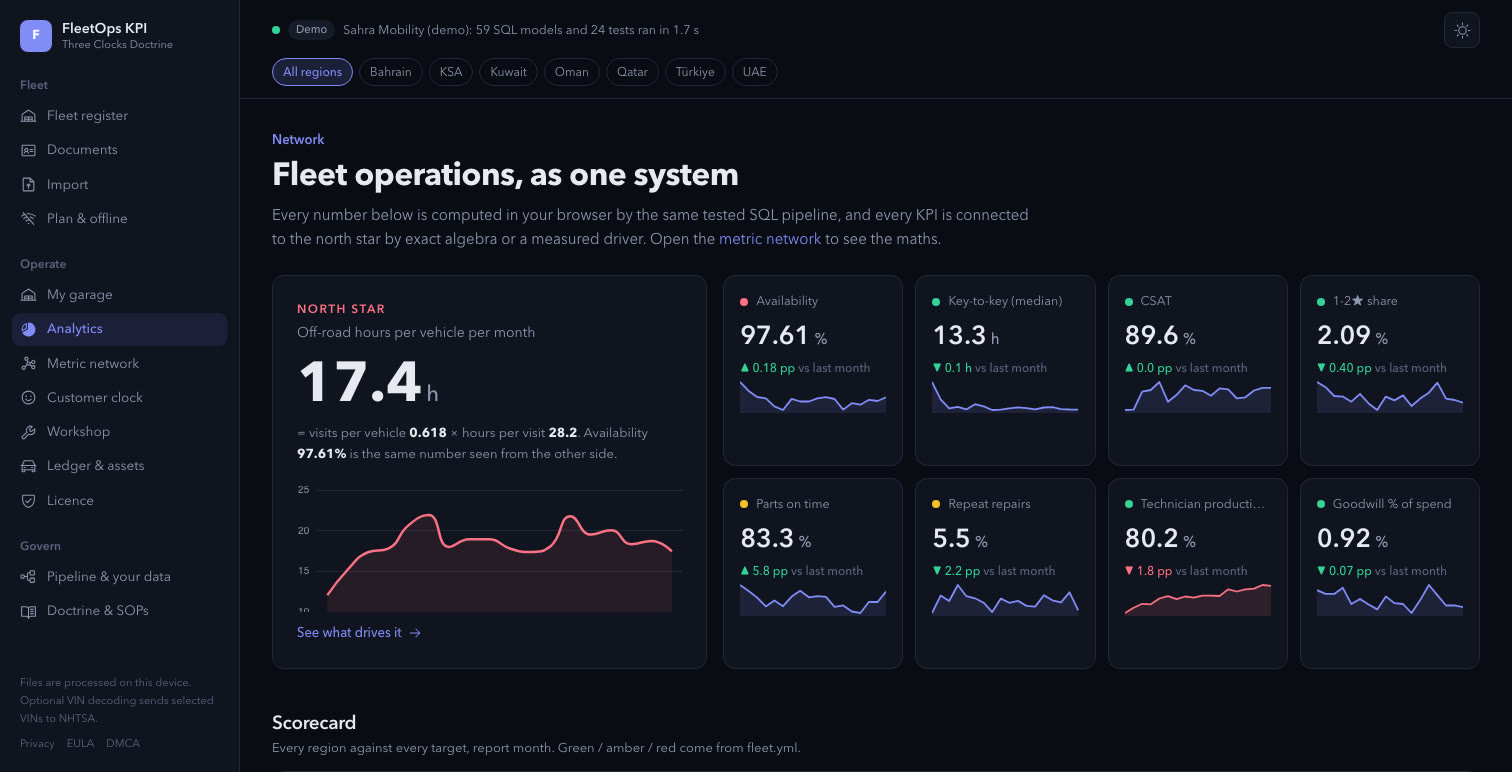 F
FleetOps KPI
Three Clocks Doctrine
Fleet
Fleet register
Documents
Import
Plan & offline
Operate
My garage
Analytics
Metric network
Customer clock
Workshop
Ledger & assets
Licence
Govern
Pipeline & your data
Doctrine & SOPs
Files are processed on this device.
Optional VIN decoding sends selected
VINs to NHTSA.
Privacy EULA DMCA
Demo Sahra Mobility (demo): 59 SQL models and 24 tests ran in 1.7 s
All regions Bahrain KSA Kuwait Oman Qatar Türkiye UAE
Network
Fleet operations, as one system
Every number below is computed in your browser by the same tested SQL pipeline, and every KPI is connected
to the north star by exact algebra or a measured driver. Open the metric network to see the maths.
NORTH STAR
Off-road hours per vehicle per month
17.4 h
= visits per vehicle 0.618 × hours per visit 28.2. Availability
97.61% is the same number seen from the other side.
25
20
15
10
See what drives it →
Availability
97.61 %
▲ 0.18 pp vs last month
Key-to-key (median)
13.3 h
▼ 0.1 h vs last month
CSAT
89.6 %
▲ 0.0 pp vs last month
1-2★ share
2.09 %
▼ 0.40 pp vs last month
Parts on time
83.3 %
▲ 5.8 pp vs last month
Repeat repairs
5.5 %
▼ 2.2 pp vs last month
Technician producti…
80.2 %
▼ 1.8 pp vs last month
Goodwill % of spend
0.92 %
▼ 0.07 pp vs last month
Scorecard
Every region against every target, report month. Green / amber / red come from fleet.yml.